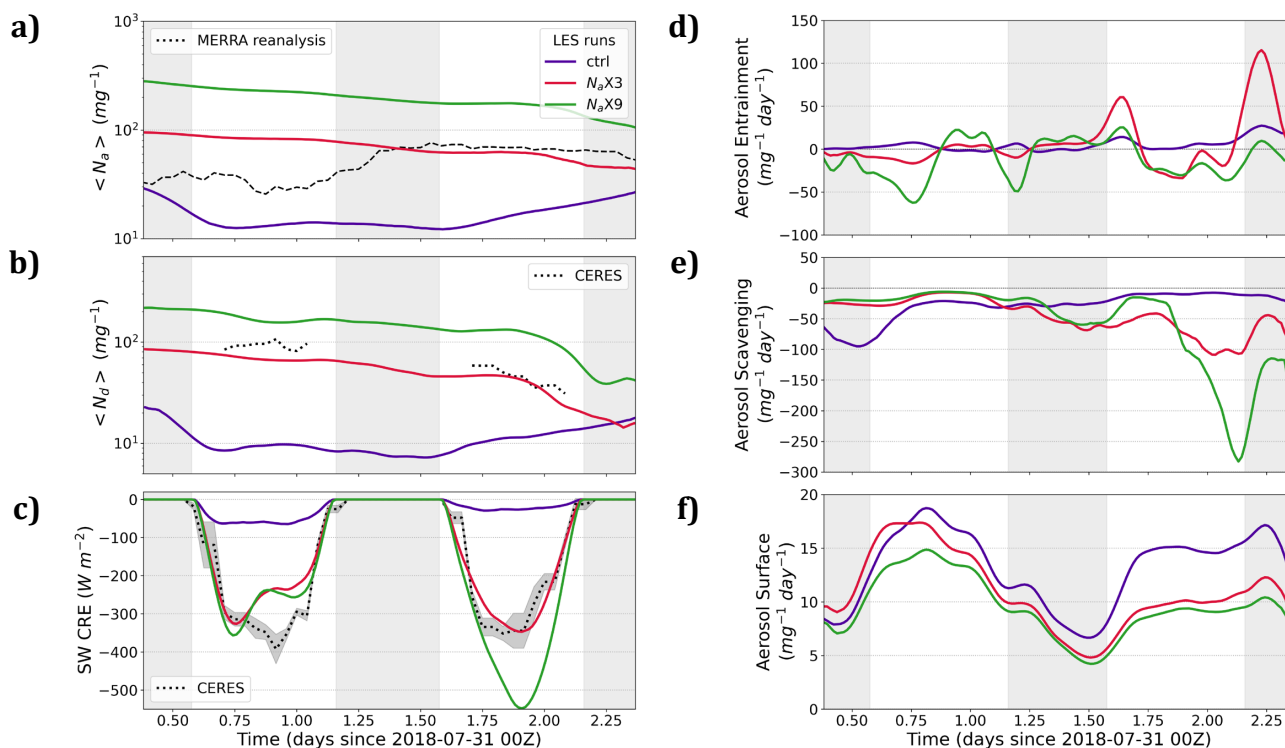 a)
10^3
10^2
10^1
< N_a > (mg^{-1})
MERRA reanalysis
LES runs
ctrl
N_aX3
N_aX9
b)
10^2
10^1
< N_d > (mg^{-1})
CERES
c)
0
−100
−200
−300
−400
−500
SW CRE (W m^{-2})
CERES
0.50 0.75 1.00 1.25 1.50 1.75 2.00 2.25
Time (days since 2018-07-31 00Z)
d)
150
100
50
0
−50
−100
Aerosol Entrainment
(mg^{-1} day^{-1})
e)
0
−50
−100
−150
−200
−250
−300
Aerosol Scavenging
(mg^{-1} day^{-1})
f)
20
15
10
5
0
Aerosol Surface
(mg^{-1} day^{-1})
0.50 0.75 1.00 1.25 1.50 1.75 2.00 2.25
Time (days since 2018-07-31 00Z)